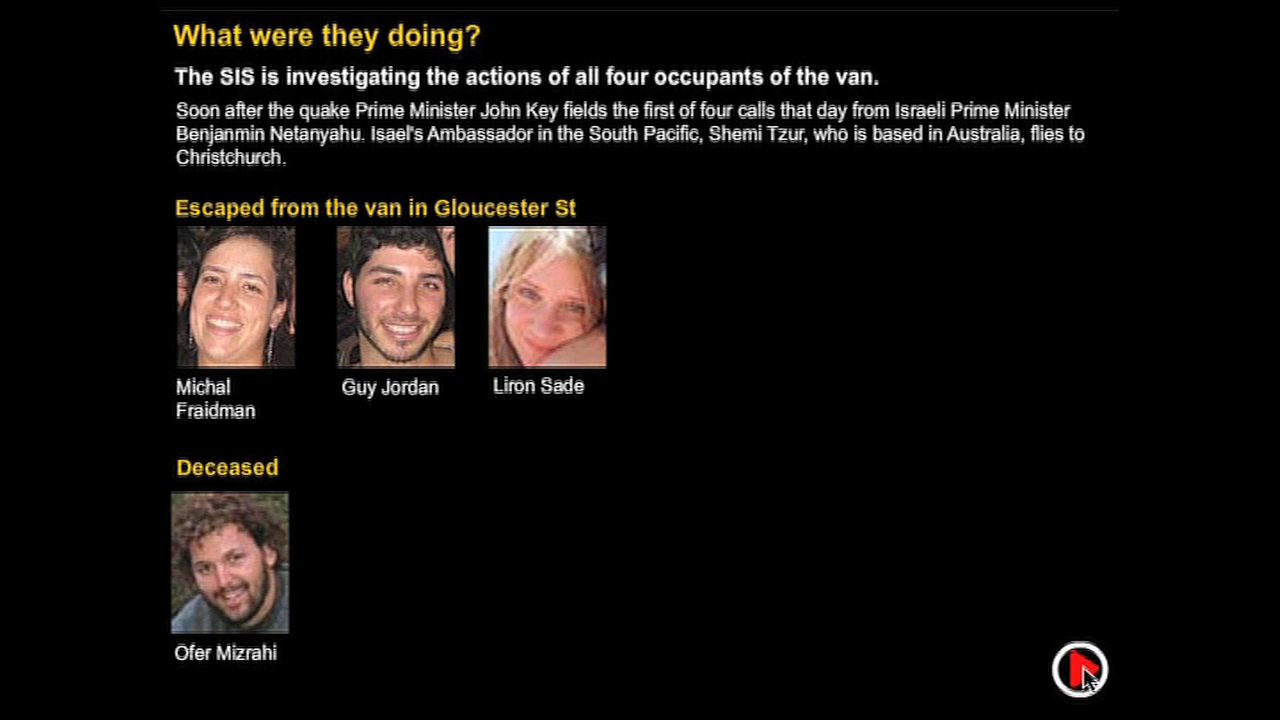 What were they doing?
The SIS is investigating the actions of all four occupants of the van.
Soon after the quake Prime Minister John Key fields the first of four calls that day from Israeli Prime Minister
Benjanmin Netanyahu. Isael's Ambassador in the South Pacific, Shemi Tzur, who is based in Australia, flies to
Christchurch.
Escaped from the van in Gloucester St
Michal
Fraidman
Guy Jordan
Liron Sade
Deceased
Ofer Mizrahi